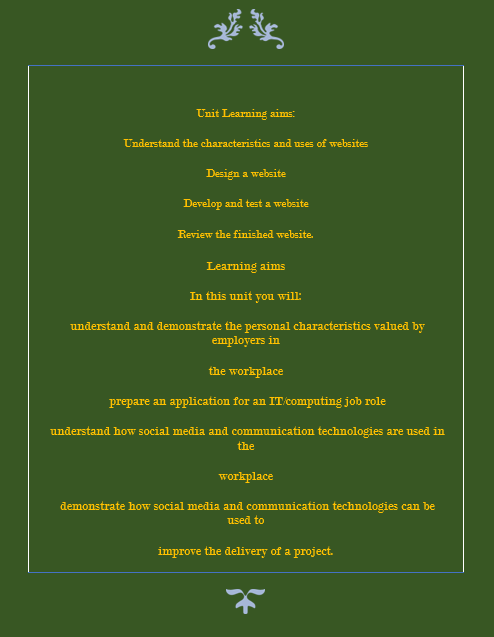 Unit Learning aims:
Understand the characteristics and uses of websites
Design a website
Develop and test a website
Review the finished website.
Learning aims
In this unit you will:
understand and demonstrate the personal characteristics valued by
employers in
the workplace
prepare an application for an IT/computing job role
understand how social media and communication technologies are used in
the
workplace
demonstrate how social media and communication technologies can be
used to
improve the delivery of a project.